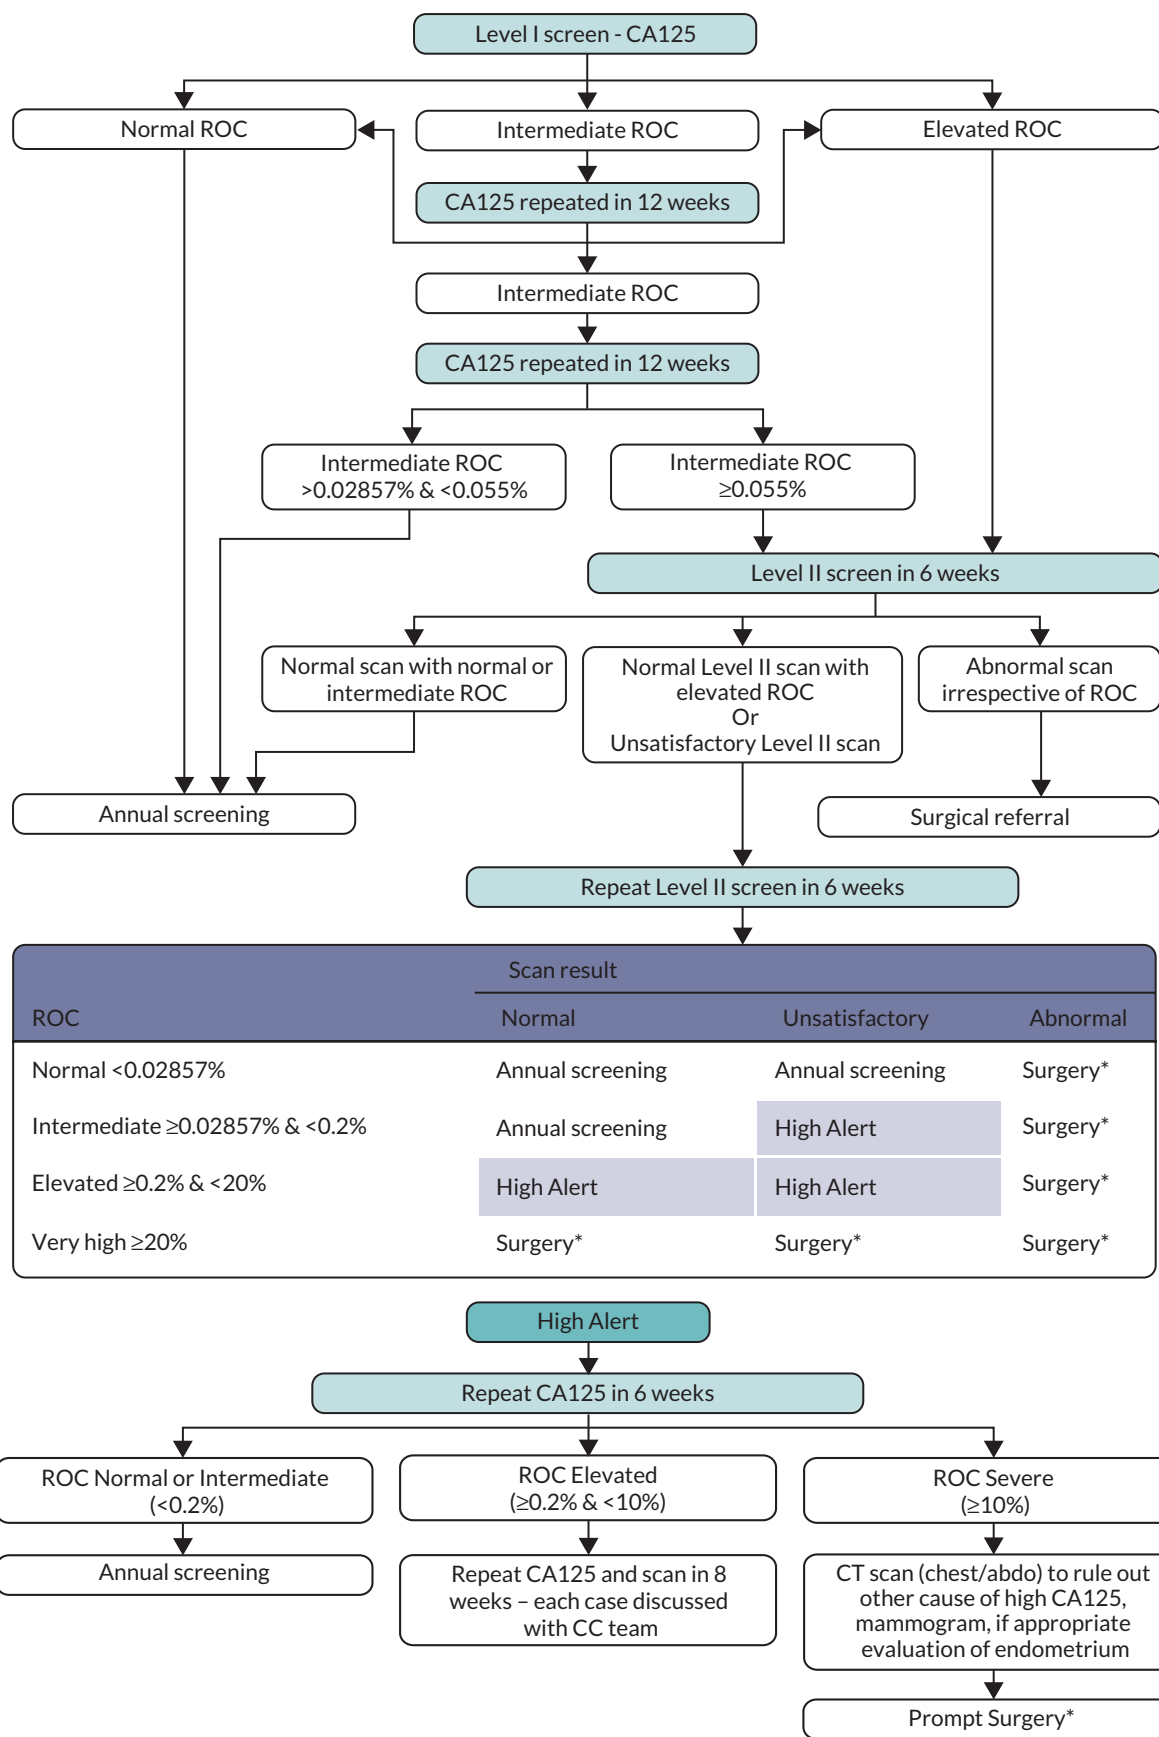 Level I screen - CA125
Normal ROC
Intermediate ROC
Elevated ROC
CA125 repeated in 12 weeks
Intermediate ROC
CA125 repeated in 12 weeks
Intermediate ROC
>0.02857% & <0.055%
Intermediate ROC
≥0.055%
Level II screen in 6 weeks
Normal scan with normal or
intermediate ROC
Normal Level II scan with
elevated ROC
Or
Unsatisfactory Level II scan
Abnormal scan
irrespective of ROC
Annual screening
Surgical referral
Repeat Level II screen in 6 weeks
Scan result
ROC Normal Unsatisfactory Abnormal
Normal <0.02857% Annual screening Annual screening Surgery*
Intermediate ≥0.02857% & <0.2% Annual screening High Alert Surgery*
Elevated ≥0.2% & <20% High Alert High Alert Surgery*
Very high ≥20% Surgery* Surgery* Surgery*
High Alert
Repeat CA125 in 6 weeks
ROC Normal or Intermediate
(<0.2%)
ROC Elevated
(≥0.2% & <10%)
ROC Severe
(≥10%)
Annual screening
Repeat CA125 and scan in 8
weeks – each case discussed
with CC team
CT scan (chest/abdo) to rule out
other cause of high CA125,
mammogram, if appropriate
evaluation of endometrium
Prompt Surgery*